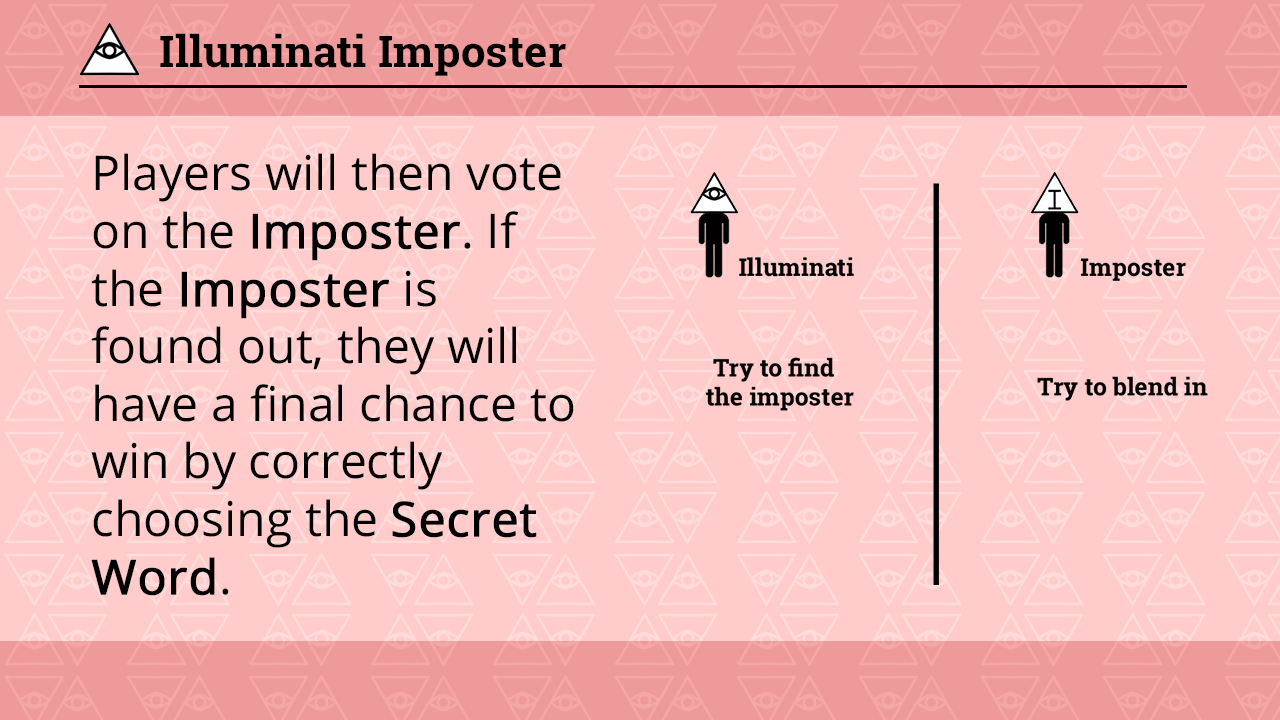 Illuminati Imposter
Players will then vote
on the Imposter. If
the Imposter is
found out, they will
have a final chance to
win by correctly
choosing the Secret
Word.
Illuminati
Try to find
the imposter
I
Imposter
Try to blend in